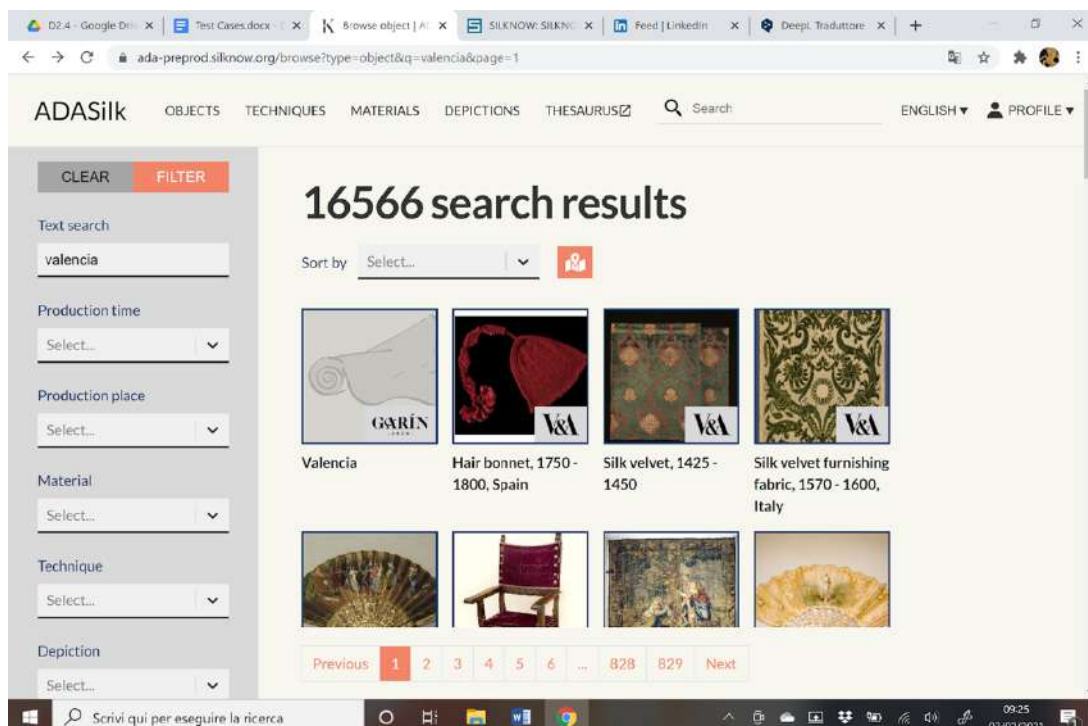 D2.4 - Google Dri
Test Cases.docx -
Browse object | A
SILKNOW: SILKNO
Feed | LinkedIn
DeepL Traduttore
ada-preprod.silknow.org/browse?type=object&q=valencia&page=1
ADASilk OBJECTS TECHNIQUES MATERIALS DEPICTIONS THESAURUS Search ENGLISH PROFILE
CLEAR FILTER
Text search
valencia
Production time
Select...
Production place
Select...
Material
Select...
Technique
Select...
Depiction
Select...
16566 search results
Sort by Select...
GARÍN
V&A
V&A
V&A
Valencia
Hair bonnet, 1750 -
1800, Spain
Silk velvet, 1425 -
1450
Silk velvet furnishing
fabric, 1570 - 1600,
Italy
Previous 1 2 3 4 5 6 ... 828 829 Next
Scrivi qui per eseguire la ricerca
09:25